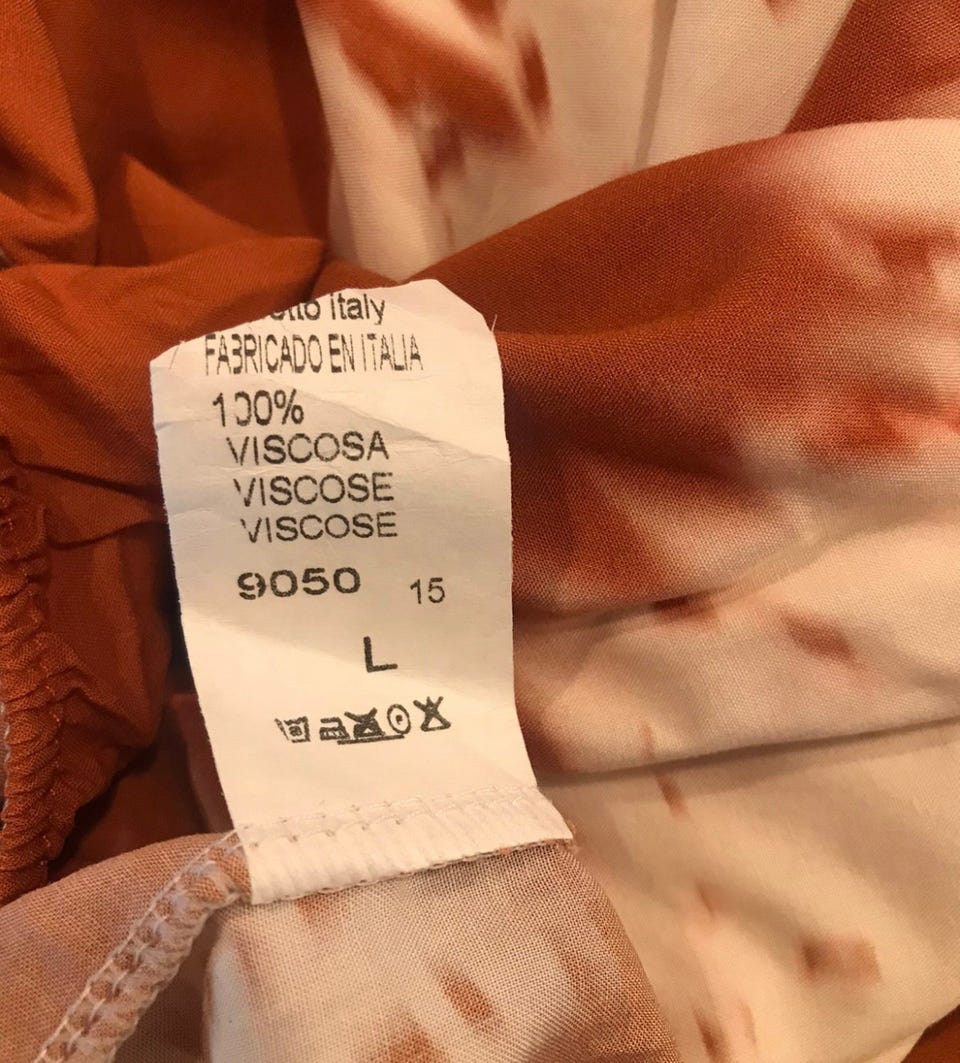 Italy
FABRICADO EN ITALIA
100%
VISCOSA
VISCOSE
VISCOSE
9050 15
L